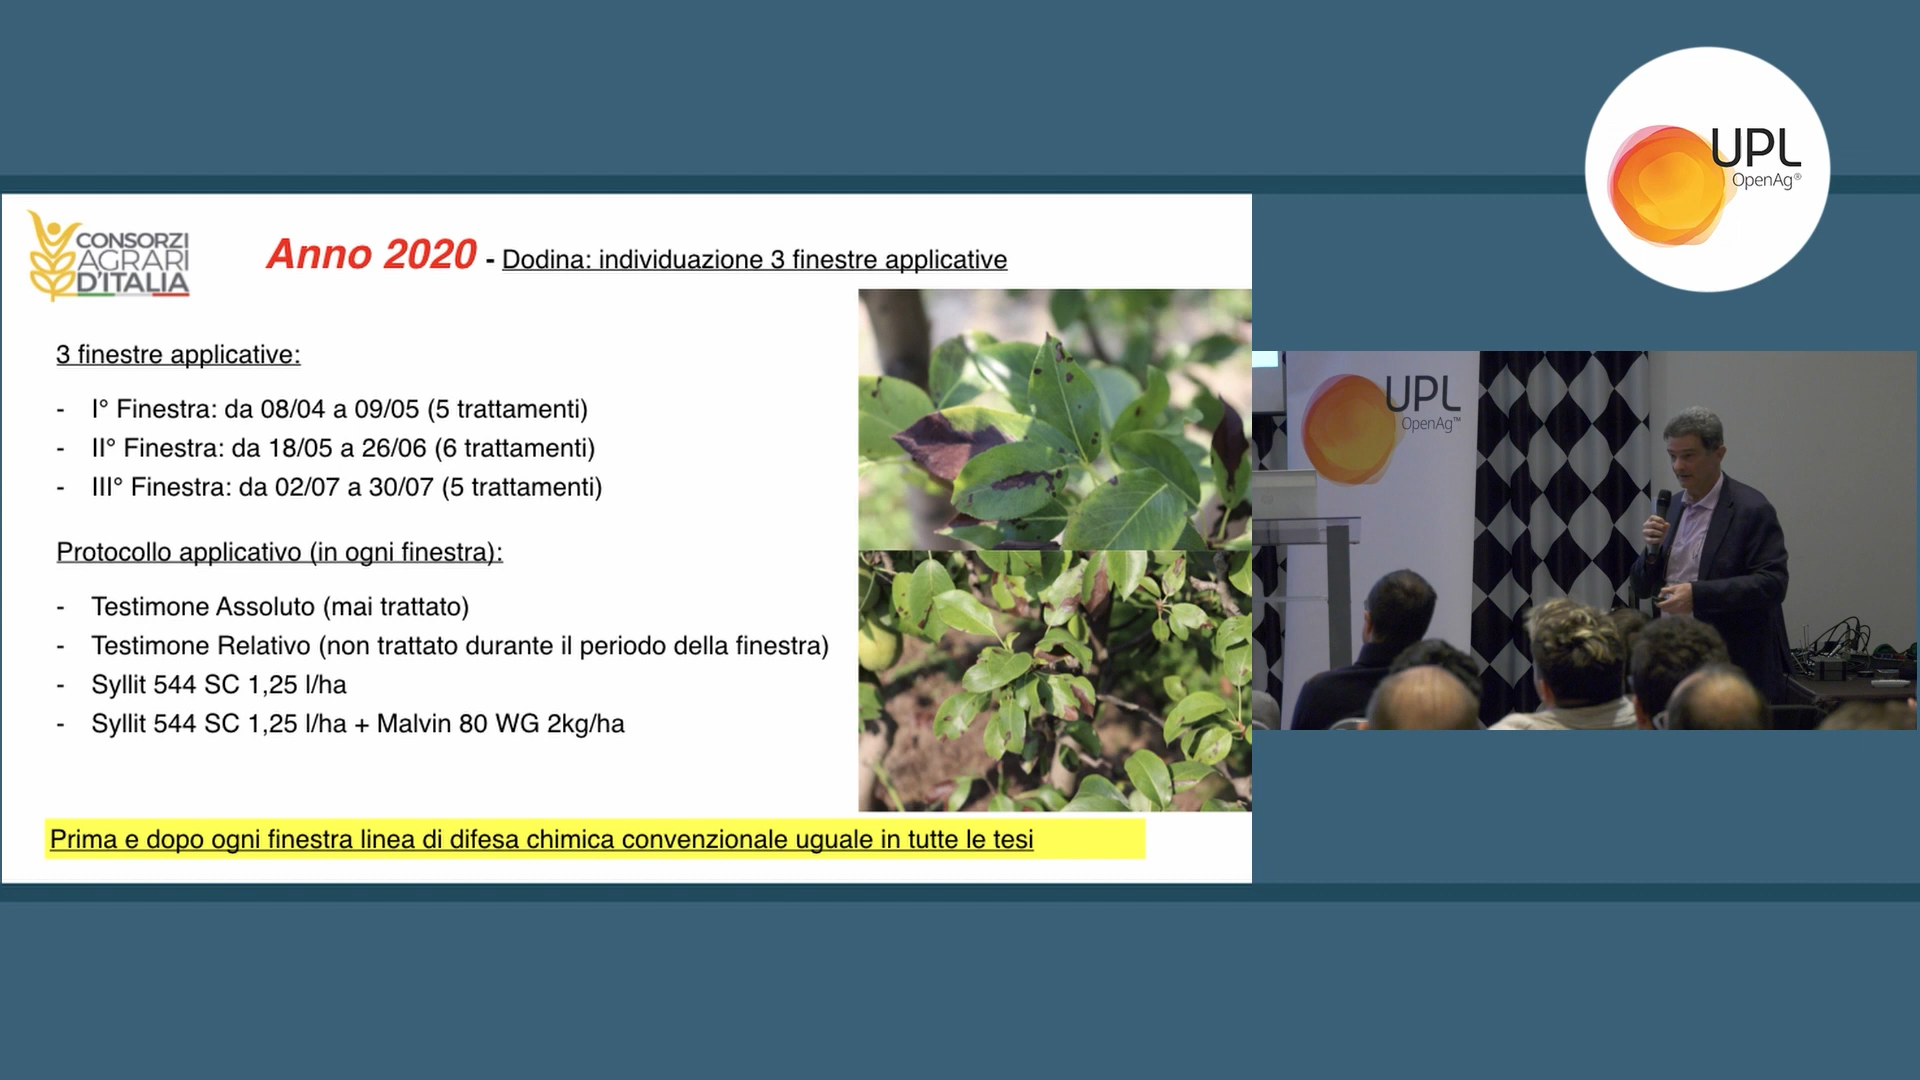 UPL
OpenAg®
CONSORZI
AGRARI
D'ITALIA
Anno 2020 - Dodina: individuazione 3 finestre applicative
3 finestre applicative:
- I° Finestra: da 08/04 a 09/05 (5 trattamenti)
- II° Finestra: da 18/05 a 26/06 (6 trattamenti)
- III° Finestra: da 02/07 a 30/07 (5 trattamenti)
Protocollo applicativo (in ogni finestra):
- Testimone Assoluto (mai trattato)
- Testimone Relativo (non trattato durante il periodo della finestra)
- Syllit 544 SC 1,25 l/ha
- Syllit 544 SC 1,25 l/ha + Malvin 80 WG 2kg/ha
Prima e dopo ogni finestra linea di difesa chimica convenzionale uguale in tutte le tesi
UPL
OpenAg™